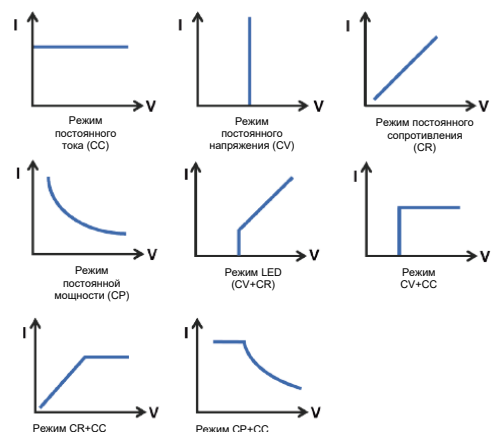 I
V
Режим
постоянного
тока (CC)
I
V
Режим
постоянного
напряжения (CV)
I
V
Режим постоянного
сопротивления
(CR)
I
V
Режим
постоянной
мощности (CP)
I
V
Режим LED
(CV+CR)
I
V
Режим
CV+CC
I
V
Режим CR+CC
I
V
Режим CP+CC